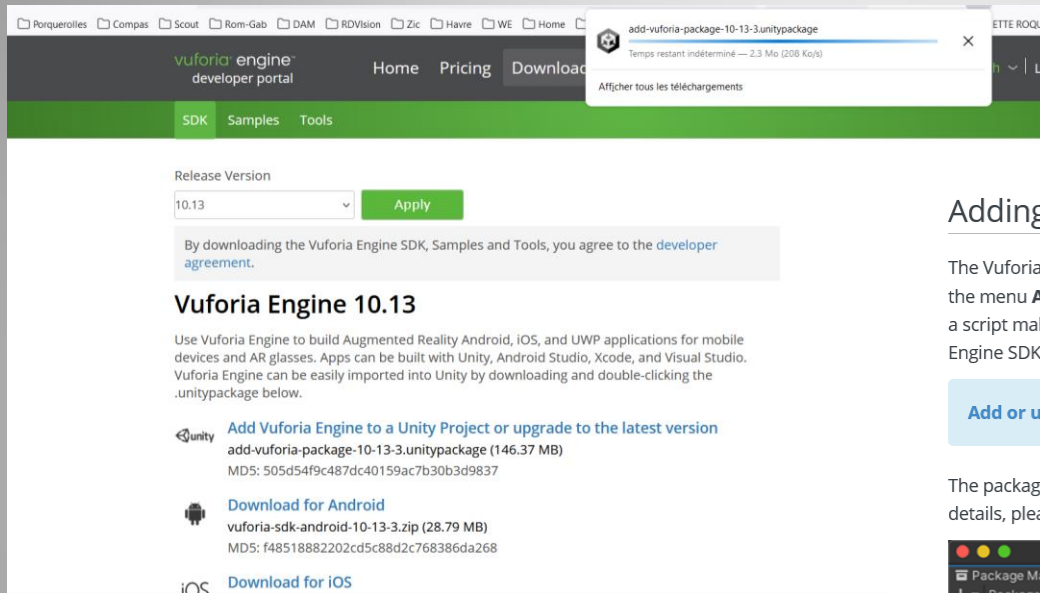 Porquerolles Compas Scout Rom-Gab DAM RDVIsion Zic Havre WE Home
ETTE ROQU
add-vuforia-package-10-13-3.unitypackage
Temps restant indéterminé — 2.3 Mo (208 Ko/s)
Afficher tous les téléchargements
vuforia engine
developer portal
Home Pricing Download
SDK Samples Tools
Release Version
10.13
Apply
By downloading the Vuforia Engine SDK, Samples and Tools, you agree to the developer
agreement.
Vuforia Engine 10.13
Use Vuforia Engine to build Augmented Reality Android, iOS, and UWP applications for mobile
devices and AR glasses. Apps can be built with Unity, Android Studio, Xcode, and Visual Studio.
Vuforia Engine can be easily imported into Unity by downloading and double-clicking the
.unitypackage below.
unity
Add Vuforia Engine to a Unity Project or upgrade to the latest version
add-vuforia-package-10-13-3.unitypackage (146.37 MB)
MD5: 505d54f9c487dc40159ac7b30b3d9837
Download for Android
vuforia-sdk-android-10-13-3.zip (28.79 MB)
MD5: f48518882202cd5c88d2c768386da268
iOS
Download for iOS
Adding
The Vuforia
the menu
a script
Engine SDK
Add or
The
details,
Package